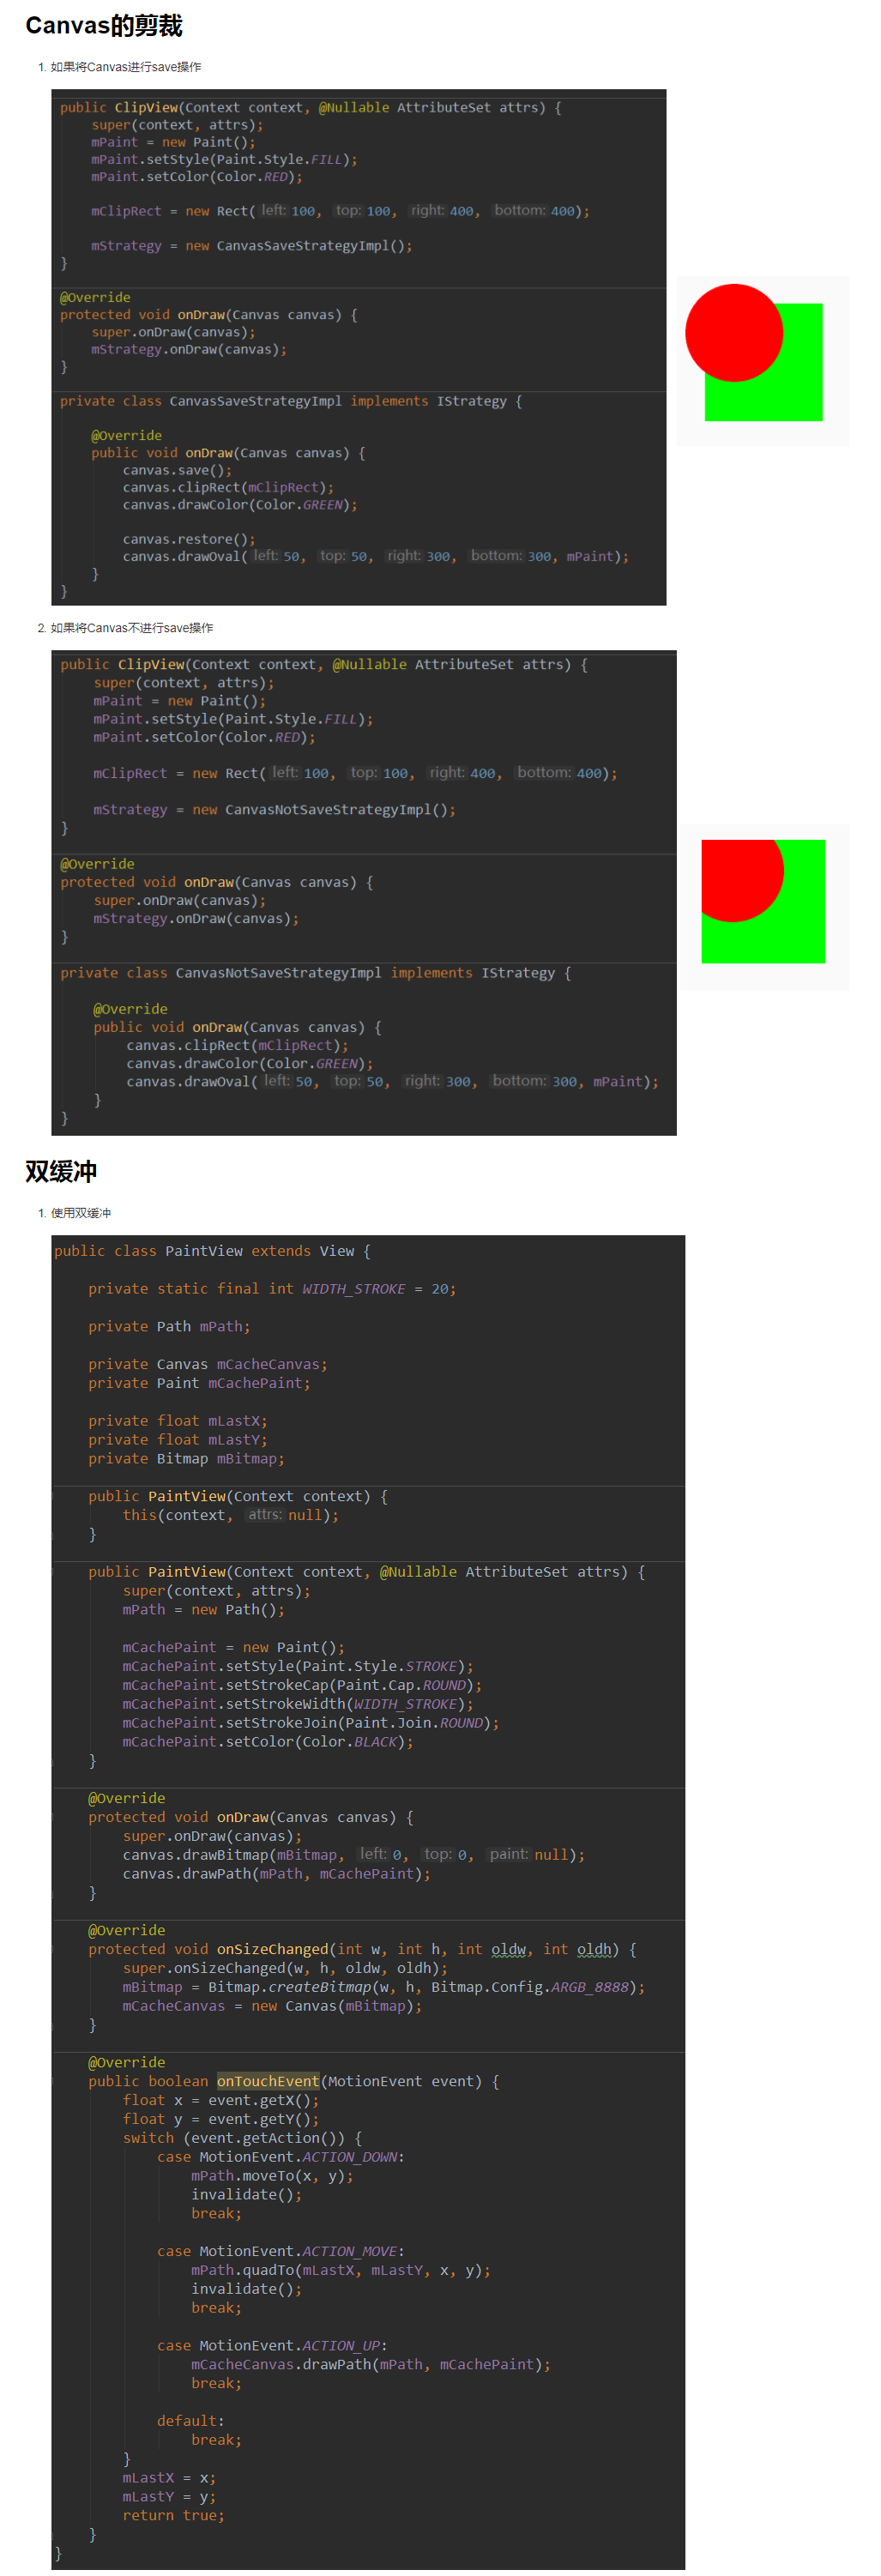 Canvas的剪裁
1. 如果将Canvas进行save操作
public ClipView(Context context, @Nullable AttributeSet attrs) {
super(context, attrs);
mPaint = new Paint();
mPaint.setStyle(Paint.Style.FILL);
mPaint.setColor(Color.RED);
mClipRect = new Rect( left: 100, top: 100, right: 400, bottom: 400);
mStrategy = new CanvasSaveStrategyImpl();
}
@Override
protected void onDraw(Canvas canvas) {
super.onDraw(canvas);
mStrategy.onDraw(canvas);
}
private class CanvasSaveStrategyImpl implements IStrategy {
@Override
public void onDraw(Canvas canvas) {
canvas.save();
canvas.clipRect(mClipRect);
canvas.drawColor(Color.GREEN);
canvas.restore();
canvas.drawOval( left: 50, top: 50, right: 300, bottom: 300, mPaint);
}
}
2. 如果将Canvas不进行save操作
public ClipView(Context context, @Nullable AttributeSet attrs) {
super(context, attrs);
mPaint = new Paint();
mPaint.setStyle(Paint.Style.FILL);
mPaint.setColor(Color.RED);
mClipRect = new Rect( left: 100, top: 100, right: 400, bottom: 400);
mStrategy = new CanvasNotSaveStrategyImpl();
}
@Override
protected void onDraw(Canvas canvas) {
super.onDraw(canvas);
mStrategy.onDraw(canvas);
}
private class CanvasNotSaveStrategyImpl implements IStrategy {
@Override
public void onDraw(Canvas canvas) {
canvas.clipRect(mClipRect);
canvas.drawColor(Color.GREEN);
canvas.drawOval( left: 50, top: 50, right: 300, bottom: 300, mPaint);
}
}
双缓冲
1. 使用双缓冲
public class PaintView extends View {
private static final int WIDTH_STROKE = 20;
private Path mPath;
private Canvas mCacheCanvas;
private Paint mCachePaint;
private float mLastX;
private float mLastY;
private Bitmap mBitmap;
public PaintView(Context context) {
this(context, attrs: null);
}
public PaintView(Context context, @Nullable AttributeSet attrs) {
super(context, attrs);
mPath = new Path();
mCachePaint = new Paint();
mCachePaint.setStyle(Paint.Style.STROKE);
mCachePaint.setStrokeCap(Paint.Cap.ROUND);
mCachePaint.setStrokeWidth(WIDTH_STROKE);
mCachePaint.setStrokeJoin(Paint.Join.ROUND);
mCachePaint.setColor(Color.BLACK);
}
@Override
protected void onDraw(Canvas canvas) {
super.onDraw(canvas);
canvas.drawBitmap(mBitmap, left: 0, top: 0, paint: null);
canvas.drawPath(mPath, mCachePaint);
}
@Override
protected void onSizeChanged(int w, int h, int oldw, int oldh) {
super.onSizeChanged(w, h, oldw, oldh);
mBitmap = Bitmap.createBitmap(w, h, Bitmap.Config.ARGB_8888);
mCacheCanvas = new Canvas(mBitmap);
}
@Override
public boolean onTouchEvent(MotionEvent event) {
float x = event.getX();
float y = event.getY();
switch (event.getAction()) {
case MotionEvent.ACTION_DOWN:
mPath.moveTo(x, y);
invalidate();
break;
case MotionEvent.ACTION_MOVE:
mPath.quadTo(mLastX, mLastY, x, y);
invalidate();
break;
case MotionEvent.ACTION_UP:
mCacheCanvas.drawPath(mPath, mCachePaint);
break;
default:
break;
}
mLastX = x;
mLastY = y;
return true;
}
}